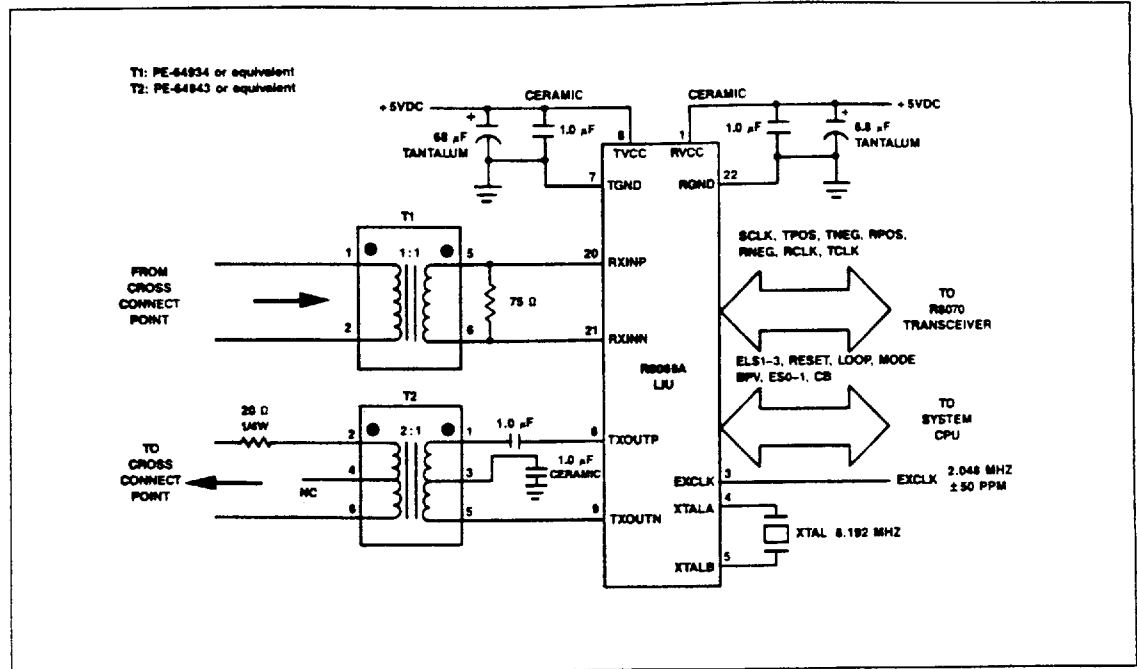 T1: PE-64934 or equivalent
T2: PE-64843 or equivalent
+5VDC
CERAMIC
CERAMIC
+5VDC
+
68 µF
TANTALUM
1.0 µF
8
TVCC
1
RVCC
1.0 µF
+
6.8 µF
TANTALUM
7
TGND
RGND
22
T1
1
1:1
5
20
RXINP
FROM
CROSS
CONNECT
POINT
75 Ω
2
6
21
RXINN
SCLK, TPOS, TNEG, RPOS,
RNEG, RCLK, TCLK
TO
R8070
TRANSCEIVER
LIU
ELS1-3, RESET, LOOP, MODE
BPV, ES0-1, CB
TO
SYSTEM
CPU
T2
20 Ω
1/4W
2
2:1
1
1.0 µF
6
TXOUTP
TO
CROSS
CONNECT
POINT
4
NC
3
1.0 µF
CERAMIC
6
5
9
TXOUTN
EXCLK
3
EXCLK
2.048 MHZ
±50 PPM
XTALA
4
XTAL 8.192 MHZ
XTALB
5